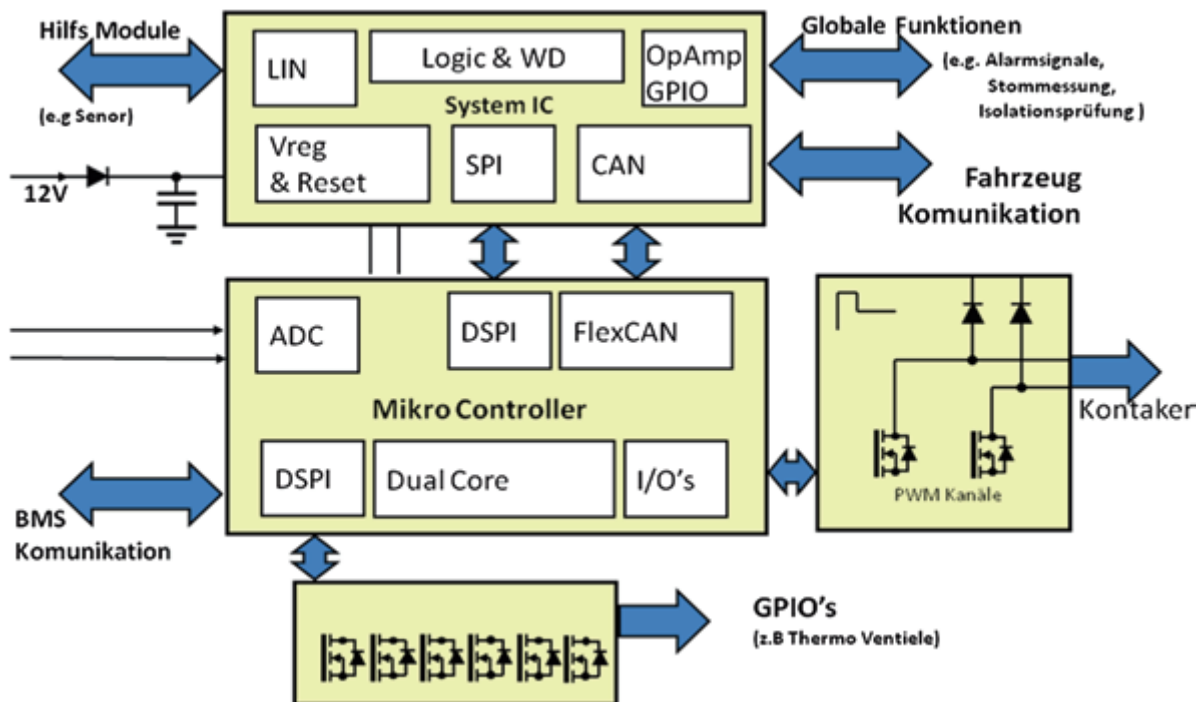 Hilfs Module
(e.g Senor)
12V
LIN
Logic & WD
OpAmp
GPIO
System IC
Vreg
& Reset
SPI
CAN
Globale Funktionen
(e.g. Alarmsignale,
Stommessung,
Isolationsprüfung )
Fahrzeug
Komunikation
ADC
DSPI
FlexCAN
Mikro Controller
DSPI
Dual Core
I/O's
PWM Kanäle
Kontaker
BMS
Komunikation
GPIO's
(z.B Thermo Ventiele)